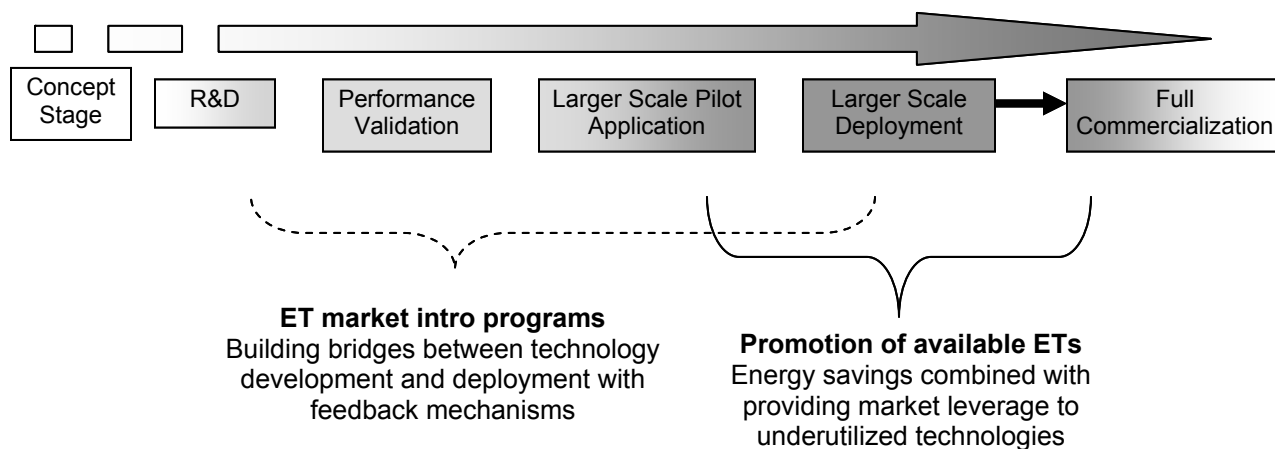 Concept
Stage
R&D
Performance
Validation
Larger Scale Pilot
Application
Larger Scale
Deployment
Full
Commercialization
ET market intro programs
Building bridges between technology
development and deployment with
feedback mechanisms
Promotion of available ETs
Energy savings combined with
providing market leverage to
underutilized technologies